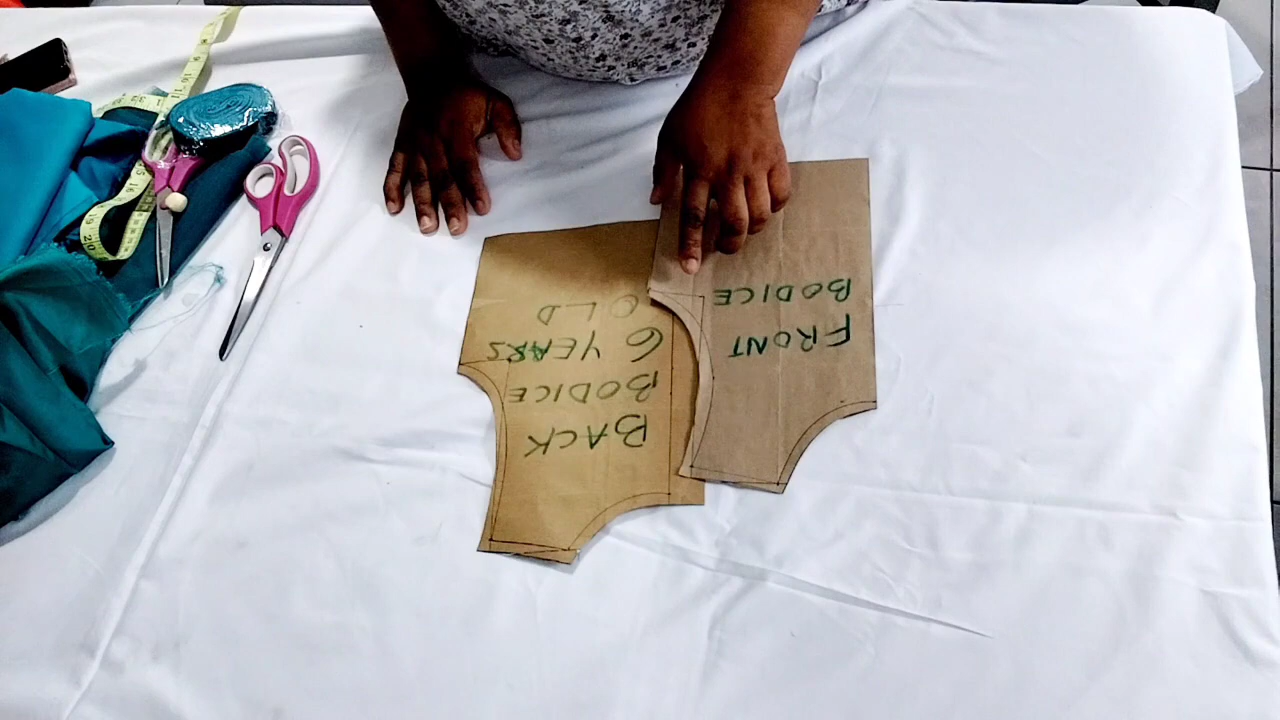 BACK
BODICE
6 YEARS
OLD
FRONT
BODICE